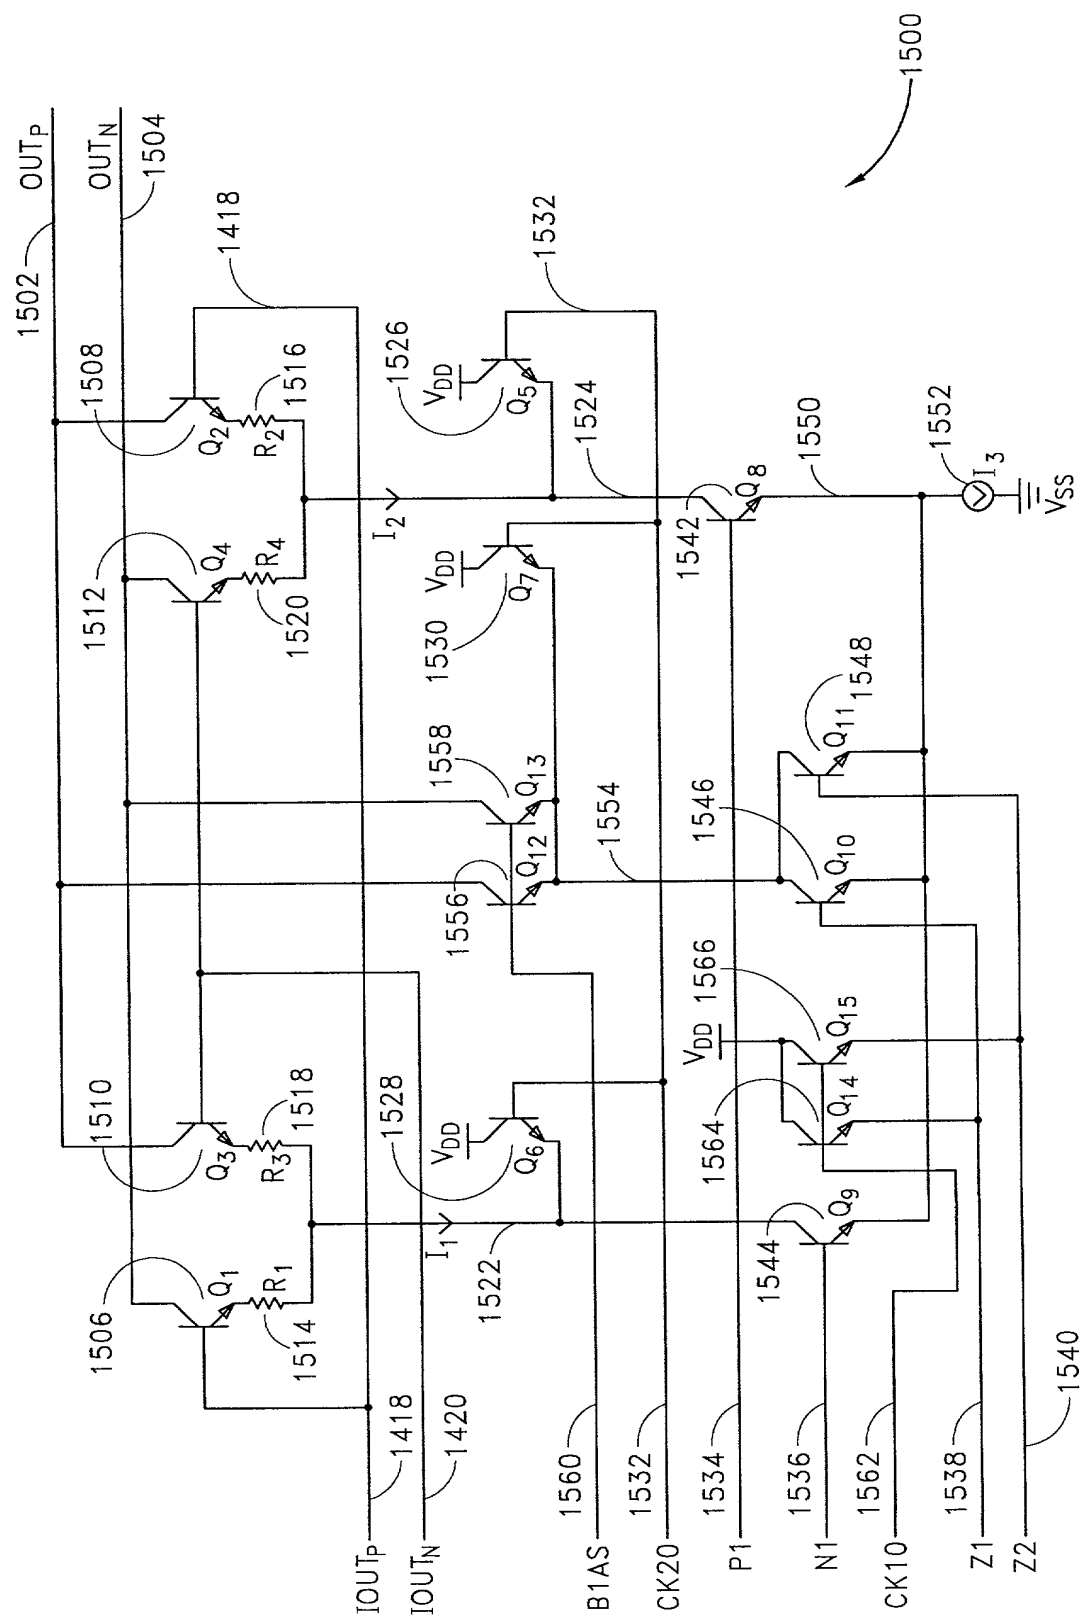 1500
OUTP
OUTN
1502
1504
1418
1508
Q2
1516
R2
1512
Q4
R4
1520
I2
1532
1526
VDD
Q5
1524
VDD
Q7
1530
1542
Q8
1550
1552
I3
VSS
1558
Q13
1556
Q12
1554
1546
Q10
1548
Q11
1510
Q3
1518
R3
1506
Q1
R1
1514
I1
1522
1528
VDD
Q6
VDD
1566
1564
Q15
Q14
1544
Q9
IOUTP
1418
IOUTN
1420
B1AS
1560
CK20
1532
P1
1534
N1
1536
CK10
1562
Z1
1538
Z2
1540